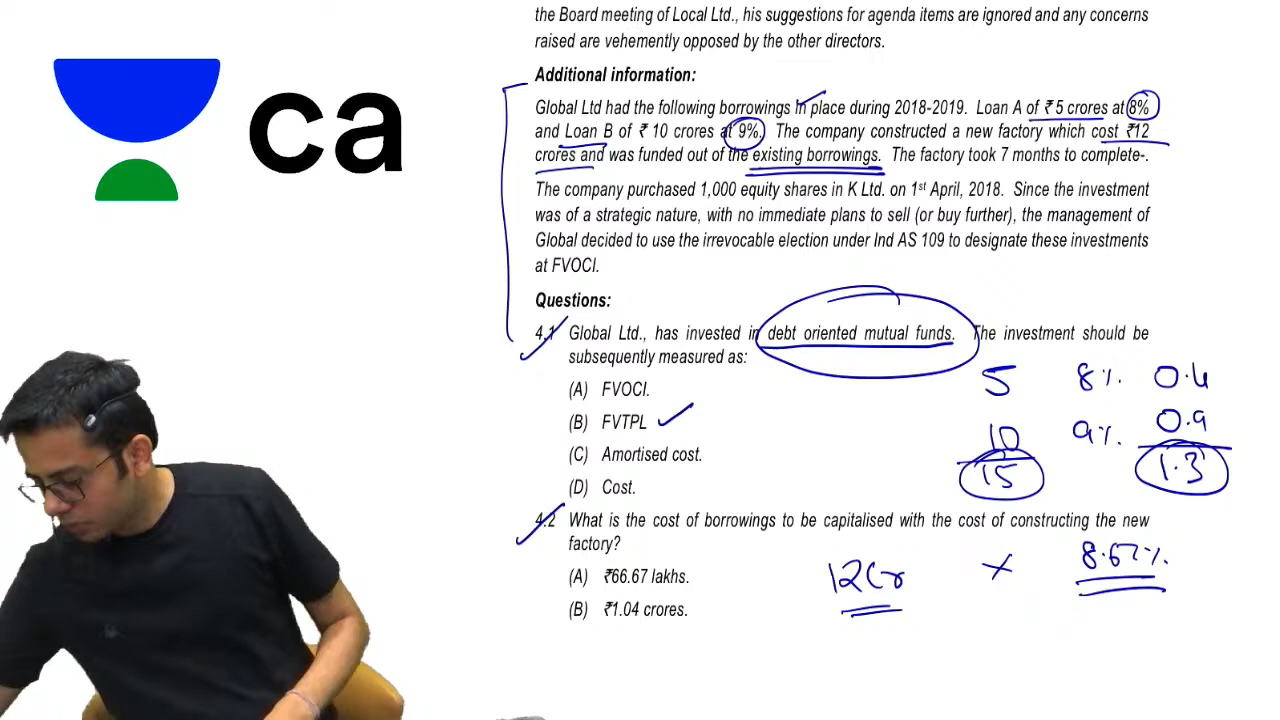 ca
the Board meeting of Local Ltd., his suggestions for agenda items are ignored and any concerns
raised are vehemently opposed by the other directors.
Additional information:
Global Ltd had the following borrowings in place during 2018-2019. Loan A of ₹ 5 crores at 8%
and Loan B of ₹ 10 crores at 9%. The company constructed a new factory which cost ₹12
crores and was funded out of the existing borrowings. The factory took 7 months to complete-.
The company purchased 1,000 equity shares in K Ltd. on 1st April, 2018. Since the investment
was of a strategic nature, with no immediate plans to sell (or buy further), the management of
Global decided to use the irrevocable election under Ind AS 109 to designate these investments
at FVOCI.
Questions:
4.1 Global Ltd., has invested in debt oriented mutual funds. The investment should be
subsequently measured as:
(A) FVOCI.
(B) FVTPL
(C) Amortised cost.
(D) Cost.
5 8% 0.4
10 9% 0.9
15 1.3
4.2 What is the cost of borrowings to be capitalised with the cost of constructing the new
factory?
(A) ₹66.67 lakhs.
(B) ₹1.04 crores.
12Cr × 8.67%